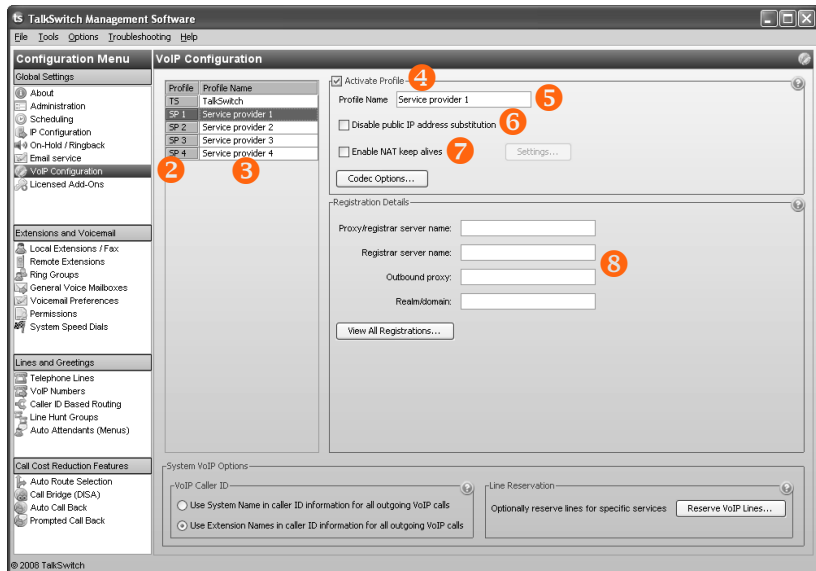 ts TalkSwitch Management Software
File Tools Options Troubleshooting Help
Configuration Menu
Global Settings
About
Administration
Scheduling
IP Configuration
On-Hold / Ringback
Email service
VoIP Configuration
Licensed Add-Ons
Extensions and Voicemail
Local Extensions / Fax
Remote Extensions
Ring Groups
General Voice Mailboxes
Voicemail Preferences
Permissions
System Speed Dials
Lines and Greetings
Telephone Lines
VoIP Numbers
Caller ID Based Routing
Line Hunt Groups
Auto Attendants (Menus)
Call Cost Reduction Features
Auto Route Selection
Call Bridge (DISA)
Auto Call Back
Prompted Call Back
VoIP Configuration
Profile Profile Name
TS TalkSwitch
SP 1 Service provider 1
SP 2 Service provider 2
SP 3 Service provider 3
SP 4 Service provider 4
2 3
Activate Profile 4
Profile Name Service provider 1 5
Disable public IP address substitution 6
Enable NAT keep alives 7 Settings...
Codec Options...
Registration Details
Proxy/registrar server name:
Registrar server name:
8
Outbound proxy:
Realm/domain:
View All Registrations...
System VoIP Options
VoIP Caller ID
Use System Name in caller ID information for all outgoing VoIP calls
Use Extension Names in caller ID information for all outgoing VoIP calls
Line Reservation
Optionally reserve lines for specific services Reserve VoIP Lines...
© 2008 TalkSwitch